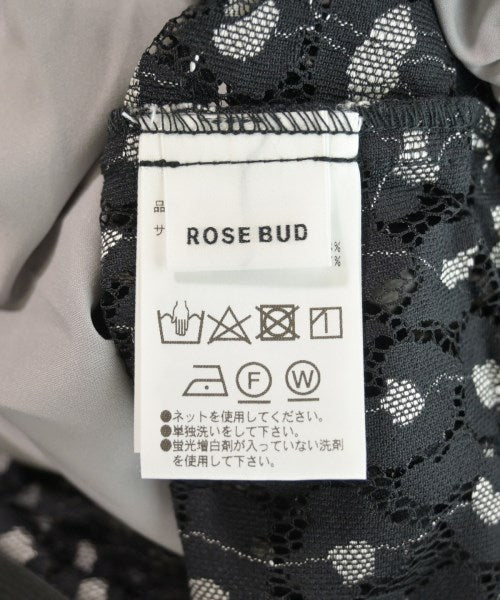 品
サ
ROSE BUD
%
%
F
W
●ネットを使用してください。
●単独洗いをして下さい。
●蛍光増白剤が入っていない洗剤
を使用して下さい。